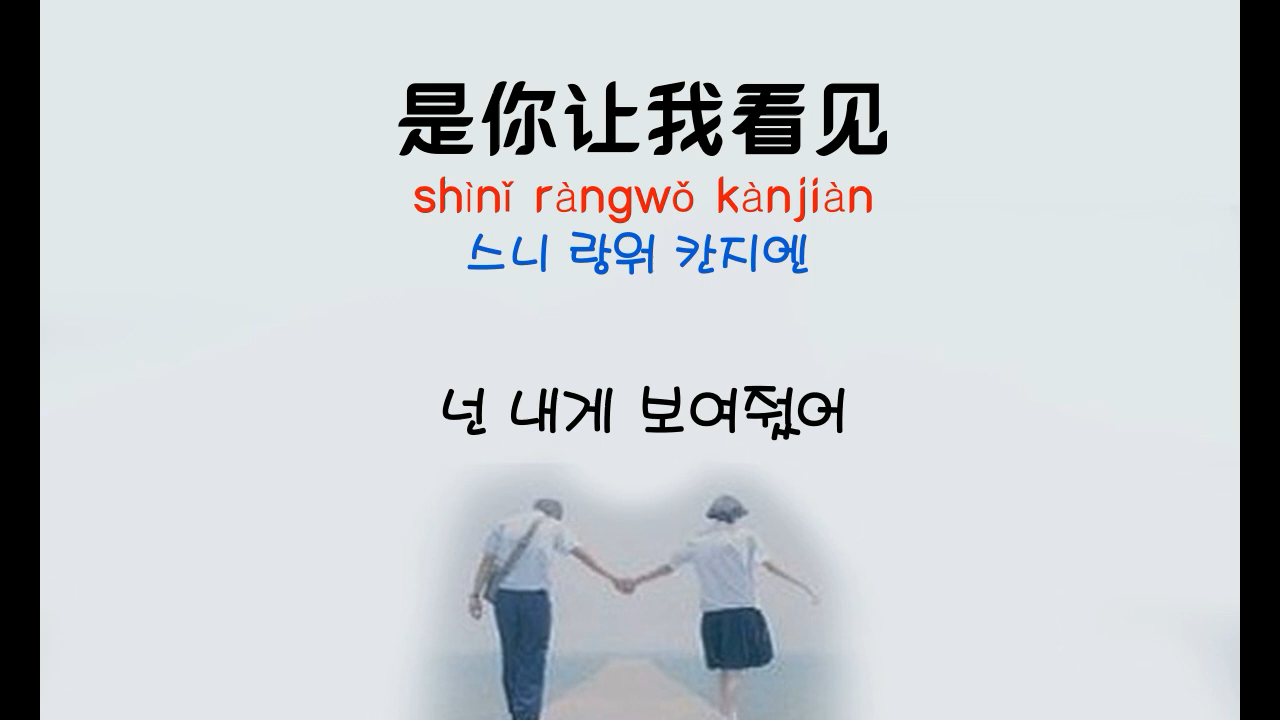 是你让我看见
shìnǐ ràngwǒ kànjiàn
스니 랑워 칸지엔
넌 내게 보여줬어